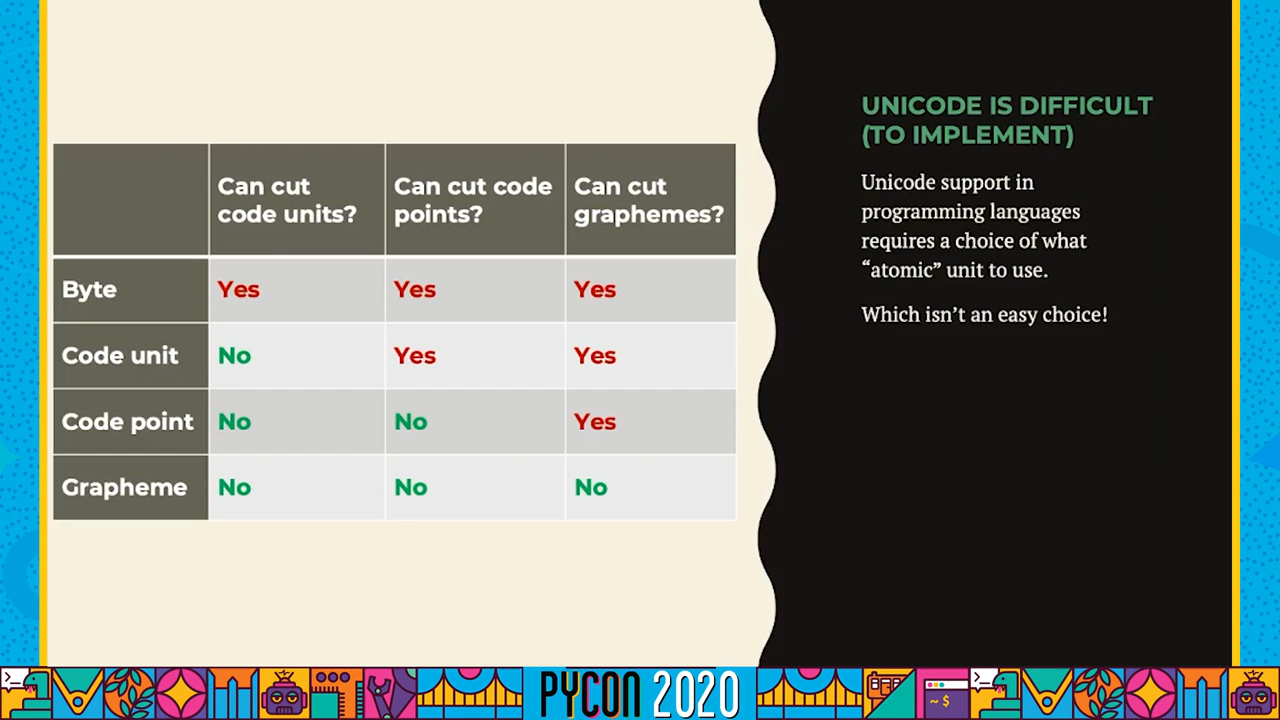 Can cut
code units?
Can cut code
points?
Can cut
graphemes?
Byte
Yes
Yes
Yes
Code unit
No
Yes
Yes
Code point
No
No
Yes
Grapheme
No
No
No
UNICODE IS DIFFICULT
(TO IMPLEMENT)
Unicode support in
programming languages
requires a choice of what
“atomic” unit to use.
Which isn’t an easy choice!
~ $
PYCON 2020